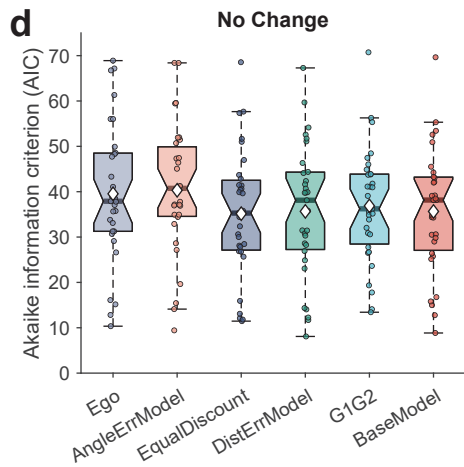 d
No Change
Akaike information criterion (AIC)
70
60
50
40
30
20
10
0
Ego
AngleErrModel
EqualDiscount
DistErrModel
G1G2
BaseModel